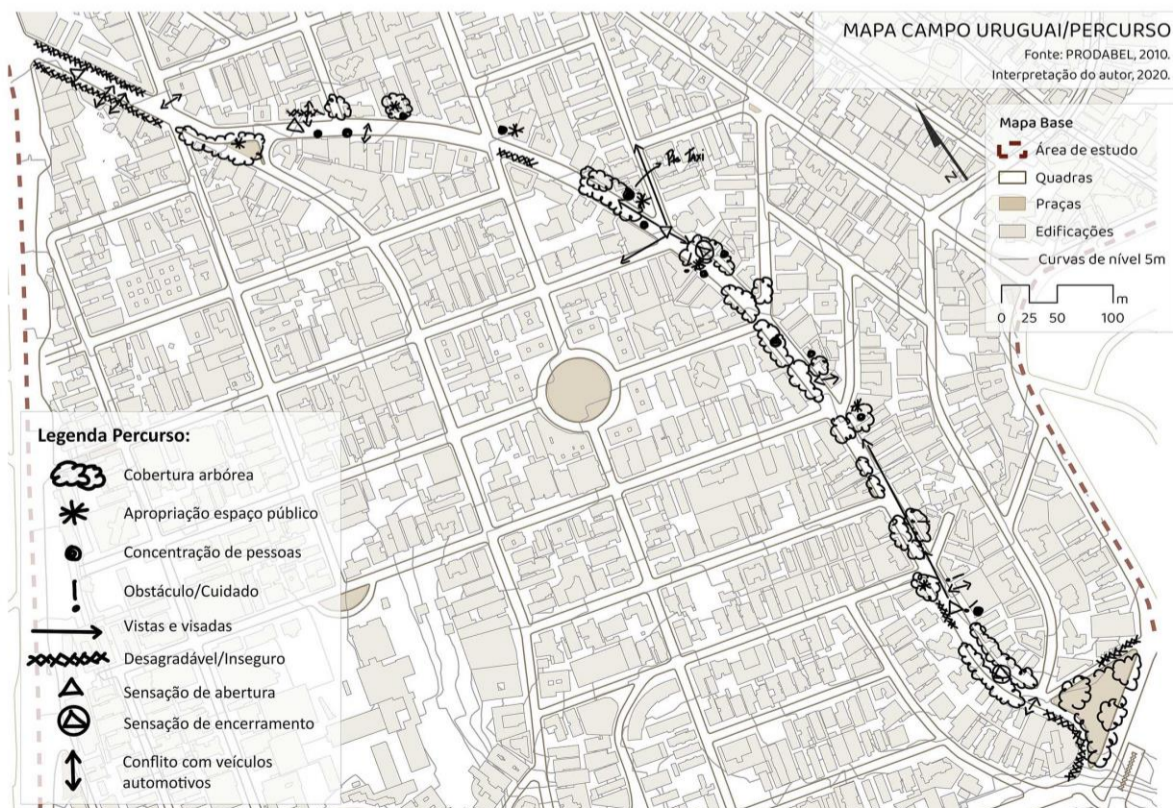 MAPA CAMPO URUGUAI/PERCURSO
Fonte: PRODABEL, 2010.
Interpretação do autor, 2020.
N
Mapa Base
Área de estudo
Quadras
Praças
Edificações
Curvas de nível 5m
m
0 25 50 100
Taxi
Legenda Percurso:
Cobertura arbórea
Apropriação espaço público
Concentração de pessoas
Obstáculo/Cuidado
Vistas e visadas
Desagradável/Inseguro
Sensação de abertura
Sensação de encerramento
Conflito com veículos
automotivos